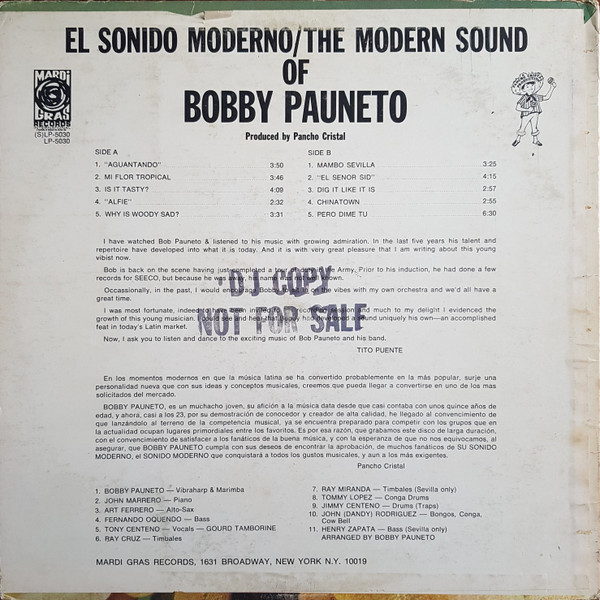 EL SONIDO MODERNO/THE MODERN SOUND
OF
BOBBY PAUNETO
Produced by Pancho Cristal
MARDI
GRAS
RECORDS
(S)LP-5030
LP-5030
SIDE A
1. "AGUANTANDO" 3:50
2. MI FLOR TROPICAL 3:46
3. IS IT TASTY? 4:09
4. "ALFIE" 2:32
5. WHY IS WOODY SAD? 3:31
SIDE B
1. MAMBO SEVILLA 3:25
2. "EL SENOR SID" 4:15
3. DIG IT LIKE IT IS 2:57
4. CHINATOWN 2:55
5. PERO DIME TU 6:30
I have watched Bob Pauneto & listened to his music with growing admiration. In the last five years his talent and
repertoire have developed into what it is today. And it is with very great pleasure that I am writing about this young
vibist now.
Bob is back on the scene having just completed Army. Prior to his induction, he had done a few
records for SEECO, but because he was
Occassionally, in the past, I would Bobby on the vibes with my own orchestra and we'd all have a
great time.
I was most fortunate, indeed and much to my delight I evidenced the
growth of this young musician. I could see and hear that Bobby had developed a sound uniquely his own—an accomplished
feat in today's Latin market.
Now, I ask you to listen and dance to the exciting music of Bob Pauneto and his band.
TITO PUENTE
DJ COPY
NOT FOR SALE
En los momentos modernos en que la música latina se ha convertido probablemente en la más popular, surje una
personalidad nueva que con sus ideas y conceptos musicales, creemos que pueda llegar a convertirse en uno de los mas
solicitados del mercado.
BOBBY PAUNETO, es un muchacho joven, su afición a la música data desde que casi contaba con unos quince años de
edad, y ahora, casi a los 23, por su demostración de conocedor y creador de alta calidad, he llegado al convencimiento de
que lanzándolo al terreno de la competencia musical, ya se encuentra preparado para competir con los grupos que en
la actualidad ocupan lugares primordiales entre los favoritos. Es por esa razón, que grabamos este disco de larga duración,
con el convencimiento de satisfacer a los fanáticos de la buena música, y con la esperanza de que no nos equivocamos, al
asegurar, que BOBBY PAUNETO cumpla con sus deseos de encontrar la aprobación, de muchos fanáticos de SU SONIDO
MODERNO, el SONIDO MODERNO que conquistará a todos los gustos musicales, y aun a los más exigentes.
Pancho Cristal
1. BOBBY PAUNETO — Vibraharp & Marimba
2. JOHN MARRERO — Piano
3. ART FERRERO — Alto-Sax
4. FERNANDO OQUENDO — Bass
5. TONY CENTENO — Vocals — GOURD TAMBORINE
6. RAY CRUZ — Timbales
7. RAY MIRANDA — Timbales (Sevilla only)
8. TOMMY LOPEZ — Conga Drums
9. JIMMY CENTENO — Drums (Traps)
10. JOHN (DANDY) RODRIGUEZ — Bongos, Conga,
Cow Bell
11. HENRY ZAPATA — Bass (Sevilla only)
ARRANGED BY BOBBY PAUNETO
MARDI GRAS RECORDS, 1631 BROADWAY, NEW YORK N.Y. 10019